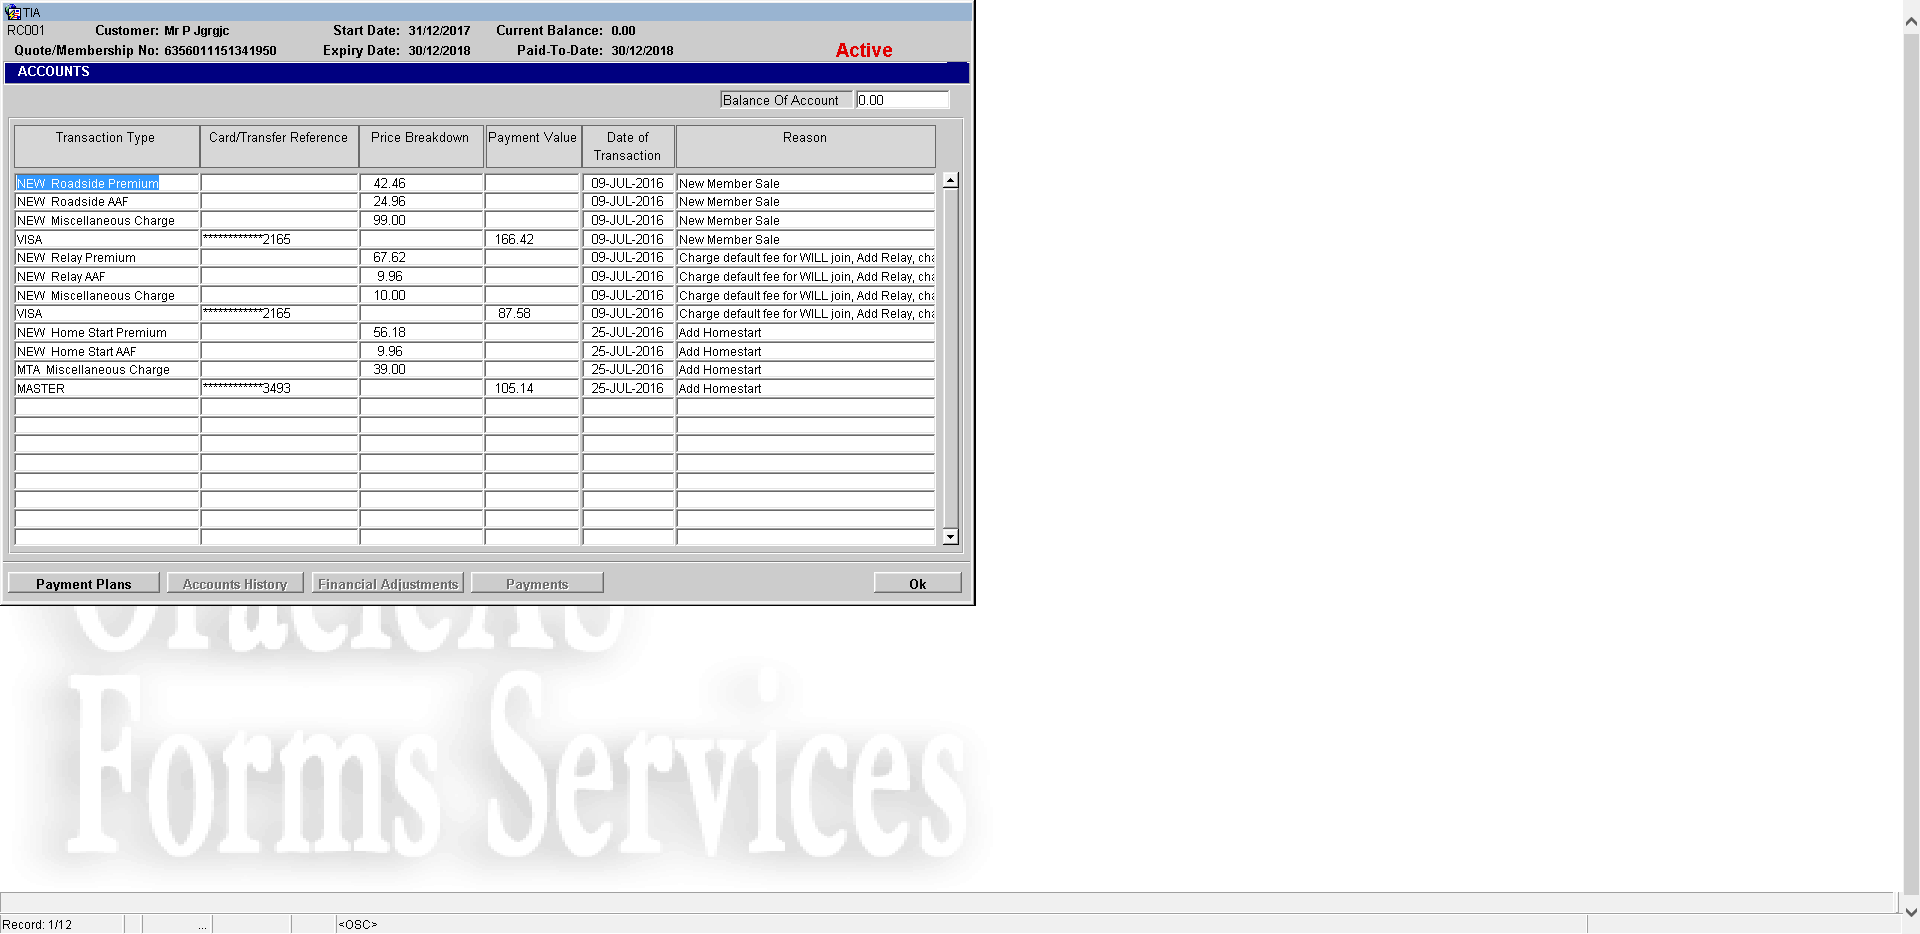 TIA
RC001 Customer: Mr P Jgrgjc Start Date: 31/12/2017 Current Balance: 0.00
Quote/Membership No: 6356011151341950 Expiry Date: 30/12/2018 Paid-To-Date: 30/12/2018 Active
ACCOUNTS
Balance Of Account 0.00
Transaction Type Card/Transfer Reference Price Breakdown Payment Value Date of Transaction Reason
NEW Roadside Premium 42.46 09-JUL-2016 New Member Sale
NEW Roadside AAF 24.96 09-JUL-2016 New Member Sale
NEW Miscellaneous Charge 99.00 09-JUL-2016 New Member Sale
VISA ************2165 166.42 09-JUL-2016 New Member Sale
NEW Relay Premium 67.62 09-JUL-2016 Charge default fee for WILL join, Add Relay, cha
NEW Relay AAF 9.96 09-JUL-2016 Charge default fee for WILL join, Add Relay, cha
NEW Miscellaneous Charge 10.00 09-JUL-2016 Charge default fee for WILL join, Add Relay, cha
VISA ************2165 87.58 09-JUL-2016 Charge default fee for WILL join, Add Relay, cha
NEW Home Start Premium 56.18 25-JUL-2016 Add Homestart
NEW Home Start AAF 9.96 25-JUL-2016 Add Homestart
MTA Miscellaneous Charge 39.00 25-JUL-2016 Add Homestart
MASTER ************3493 105.14 25-JUL-2016 Add Homestart
Payment Plans Accounts History Financial Adjustments Payments Ok
OracleAS
Forms Services
Record: 1/12 ... <OSC>